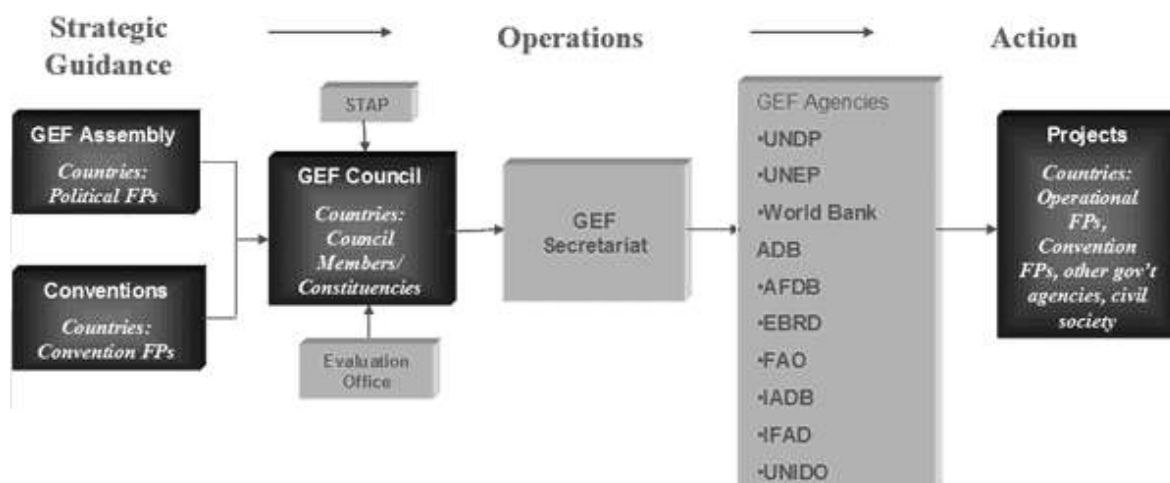 Strategic
Guidance
Operations
Action
GEF Assembly
Countries:
Political FPs
Conventions
Countries:
Convention FPs
STAP
GEF Council
Countries:
Council
Members/
Constituencies
Evaluation
Office
GEF
Secretariat
GEF Agencies
•UNDP
•UNEP
•World Bank
ADB
•AFDB
•EBRD
•FAO
•IADB
•IFAD
•UNIDO
Projects
Countries:
Operational
FPs,
Convention
FPs, other gov't
agencies, civil
society